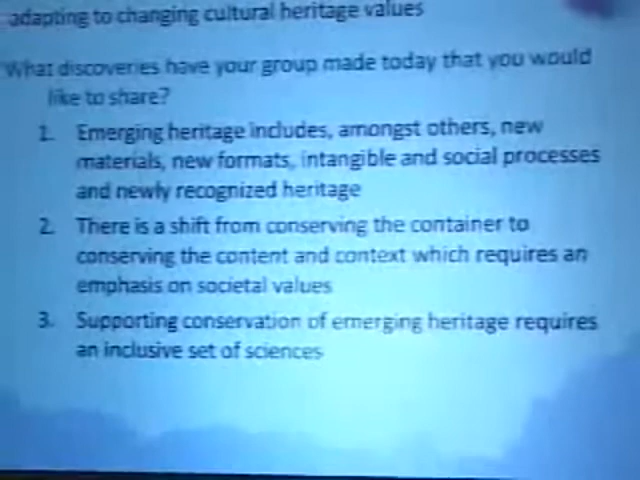 adapting to changing cultural heritage values
What discoveries have your group made today that you would
like to share?
1. Emerging heritage includes, amongst others, new
materials, new formats, intangible and social processes
and newly recognized heritage
2. There is a shift from conserving the container to
conserving the content and context which requires an
emphasis on societal values
3. Supporting conservation of emerging heritage requires
an inclusive set of sciences